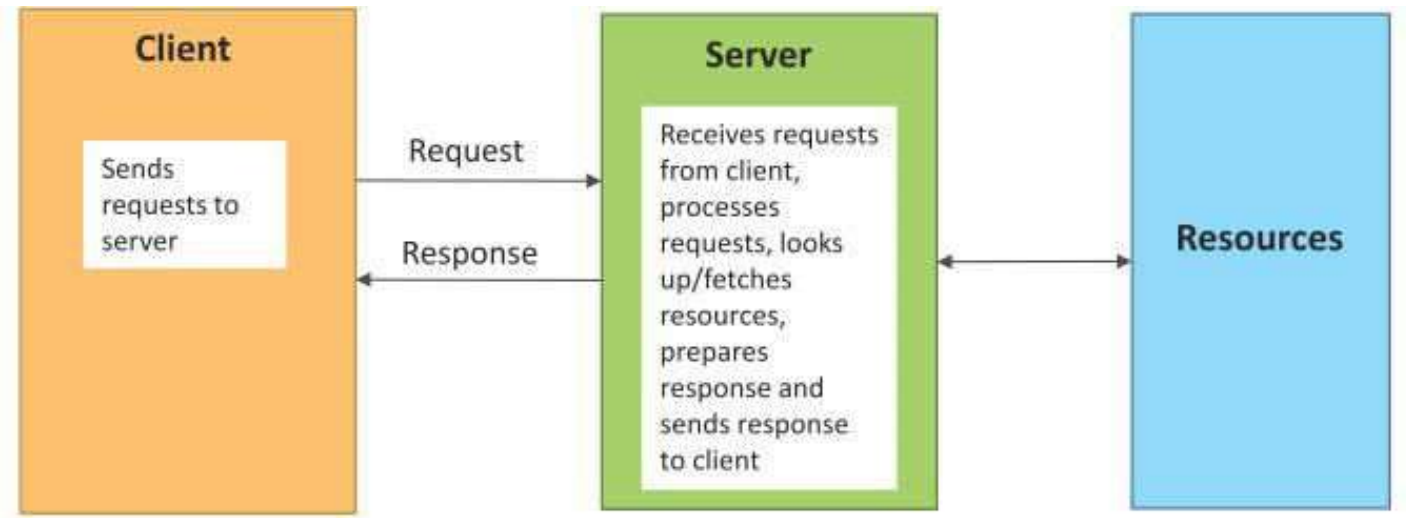 Client
Sends
requests to
server
Request
Response
Server
Receives requests
from client,
processes
requests, looks
up/fetches
resources,
prepares
response and
sends response
to client
Resources